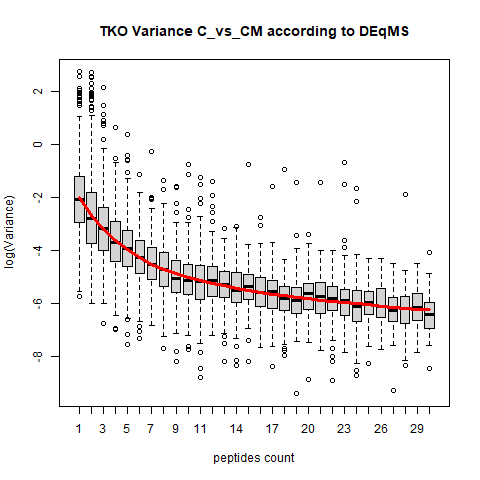 TKO Variance C_vs_CM according to DEqMS
log(Variance)
2
0
-2
-4
-6
-8
1 3 5 7 9 11 14 17 20 23 26 29
peptides count